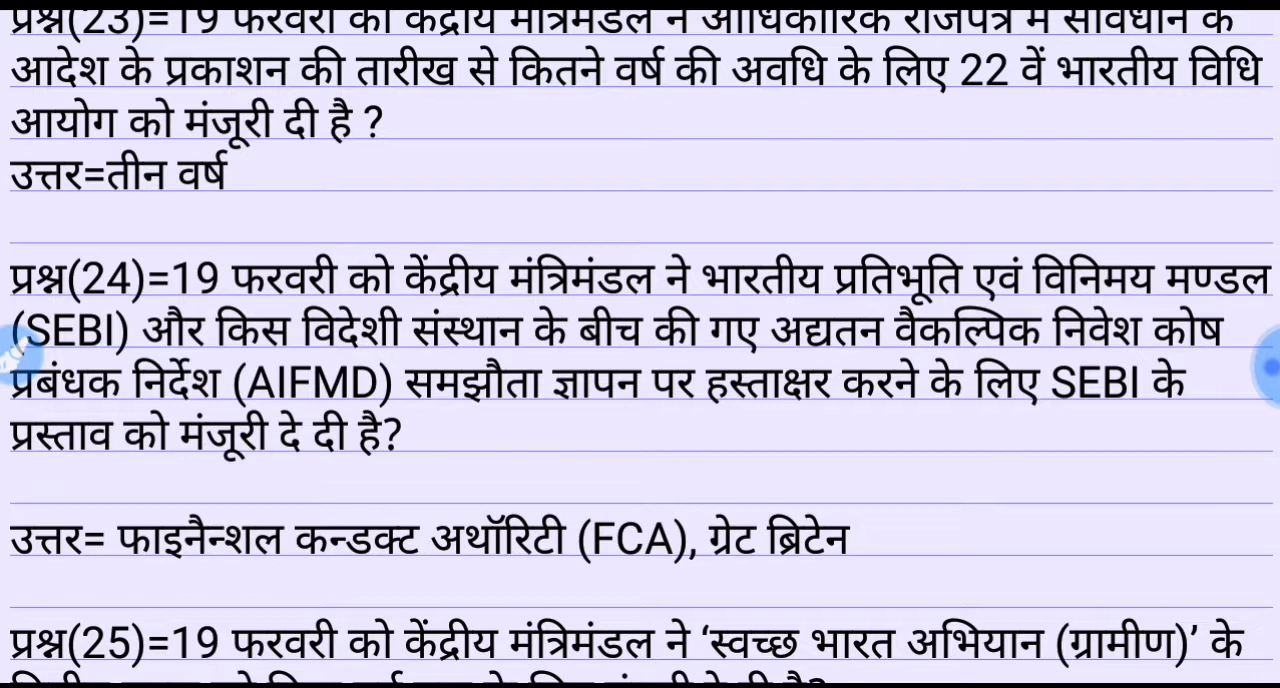 प्रश्न(23)=19 फरवरी को केंद्रीय मंत्रिमंडल ने आधिकारिक राजपत्र में संविधान के
आदेश के प्रकाशन की तारीख से कितने वर्ष की अवधि के लिए 22 वें भारतीय विधि
आयोग को मंजूरी दी है ?
उत्तर=तीन वर्ष
प्रश्न(24)=19 फरवरी को केंद्रीय मंत्रिमंडल ने भारतीय प्रतिभूति एवं विनिमय मण्डल
(SEBI) और किस विदेशी संस्थान के बीच की गए अद्यतन वैकल्पिक निवेश कोष
प्रबंधक निर्देश (AIFMD) समझौता ज्ञापन पर हस्ताक्षर करने के लिए SEBI के
प्रस्ताव को मंजूरी दे दी है?
उत्तर= फाइनैन्शल कन्डक्ट अथॉरिटी (FCA), ग्रेट ब्रिटेन
प्रश्न(25)=19 फरवरी को केंद्रीय मंत्रिमंडल ने ‘स्वच्छ भारत अभियान (ग्रामीण)’ के